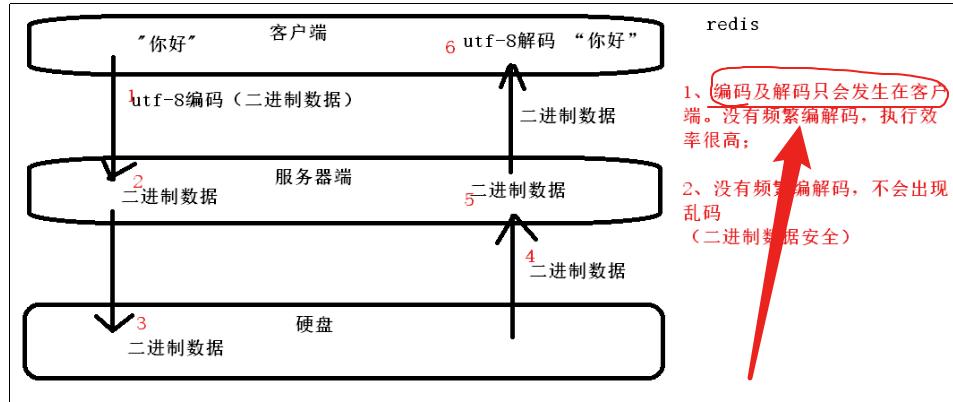 客户端
redis
"你好"
6 utf-8解码 “你好”
1
utf-8编码（二进制数据）
二进制数据
1、编码及解码只会发生在客户
端。没有频繁编解码，执行效
率很高；
服务器端
2
二进制数据
5
二进制数据
2、没有频繁编解码，不会出现
乱码
（二进制数据安全）
4
二进制数据
硬盘
3
二进制数据